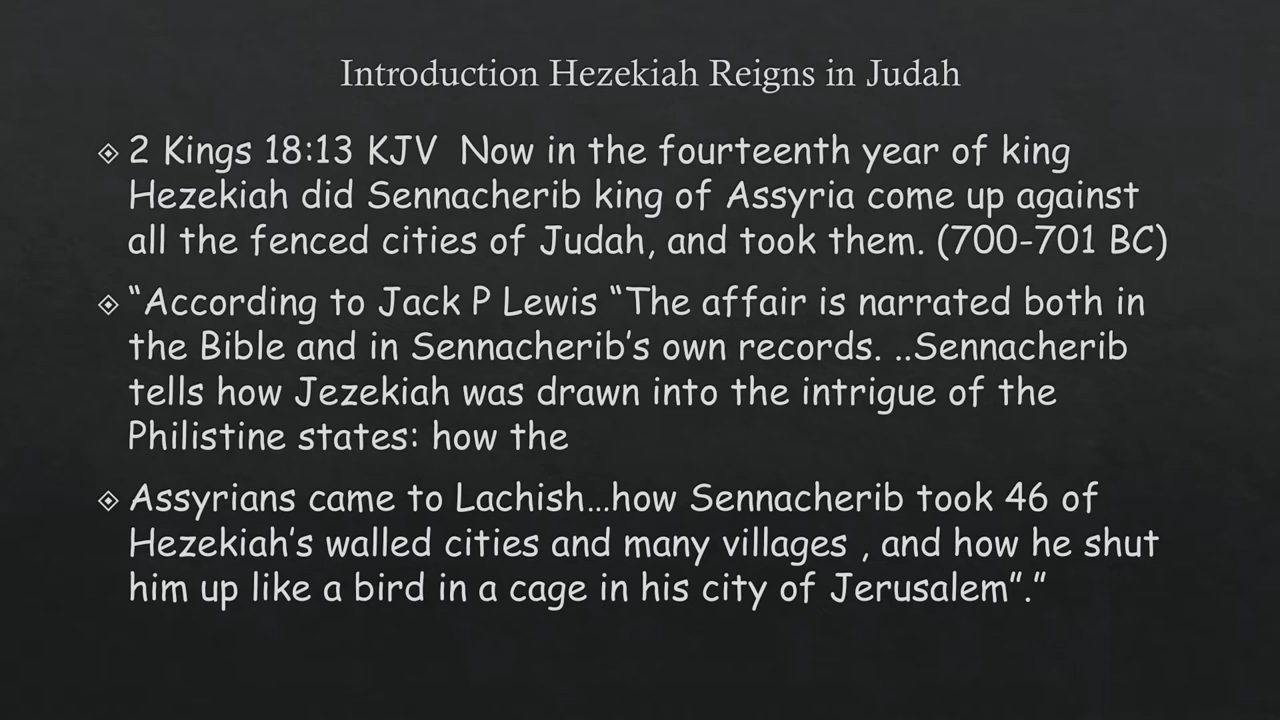 Introduction Hezekiah Reigns in Judah
2 Kings 18:13 KJV  Now in the fourteenth year of king
Hezekiah did Sennacherib king of Assyria come up against
all the fenced cities of Judah, and took them. (700-701 BC)
“According to Jack P Lewis “The affair is narrated both in
the Bible and in Sennacherib’s own records. ..Sennacherib
tells how Jezekiah was drawn into the intrigue of the
Philistine states: how the
Assyrians came to Lachish…how Sennacherib took 46 of
Hezekiah’s walled cities and many villages , and how he shut
him up like a bird in a cage in his city of Jerusalem”.”